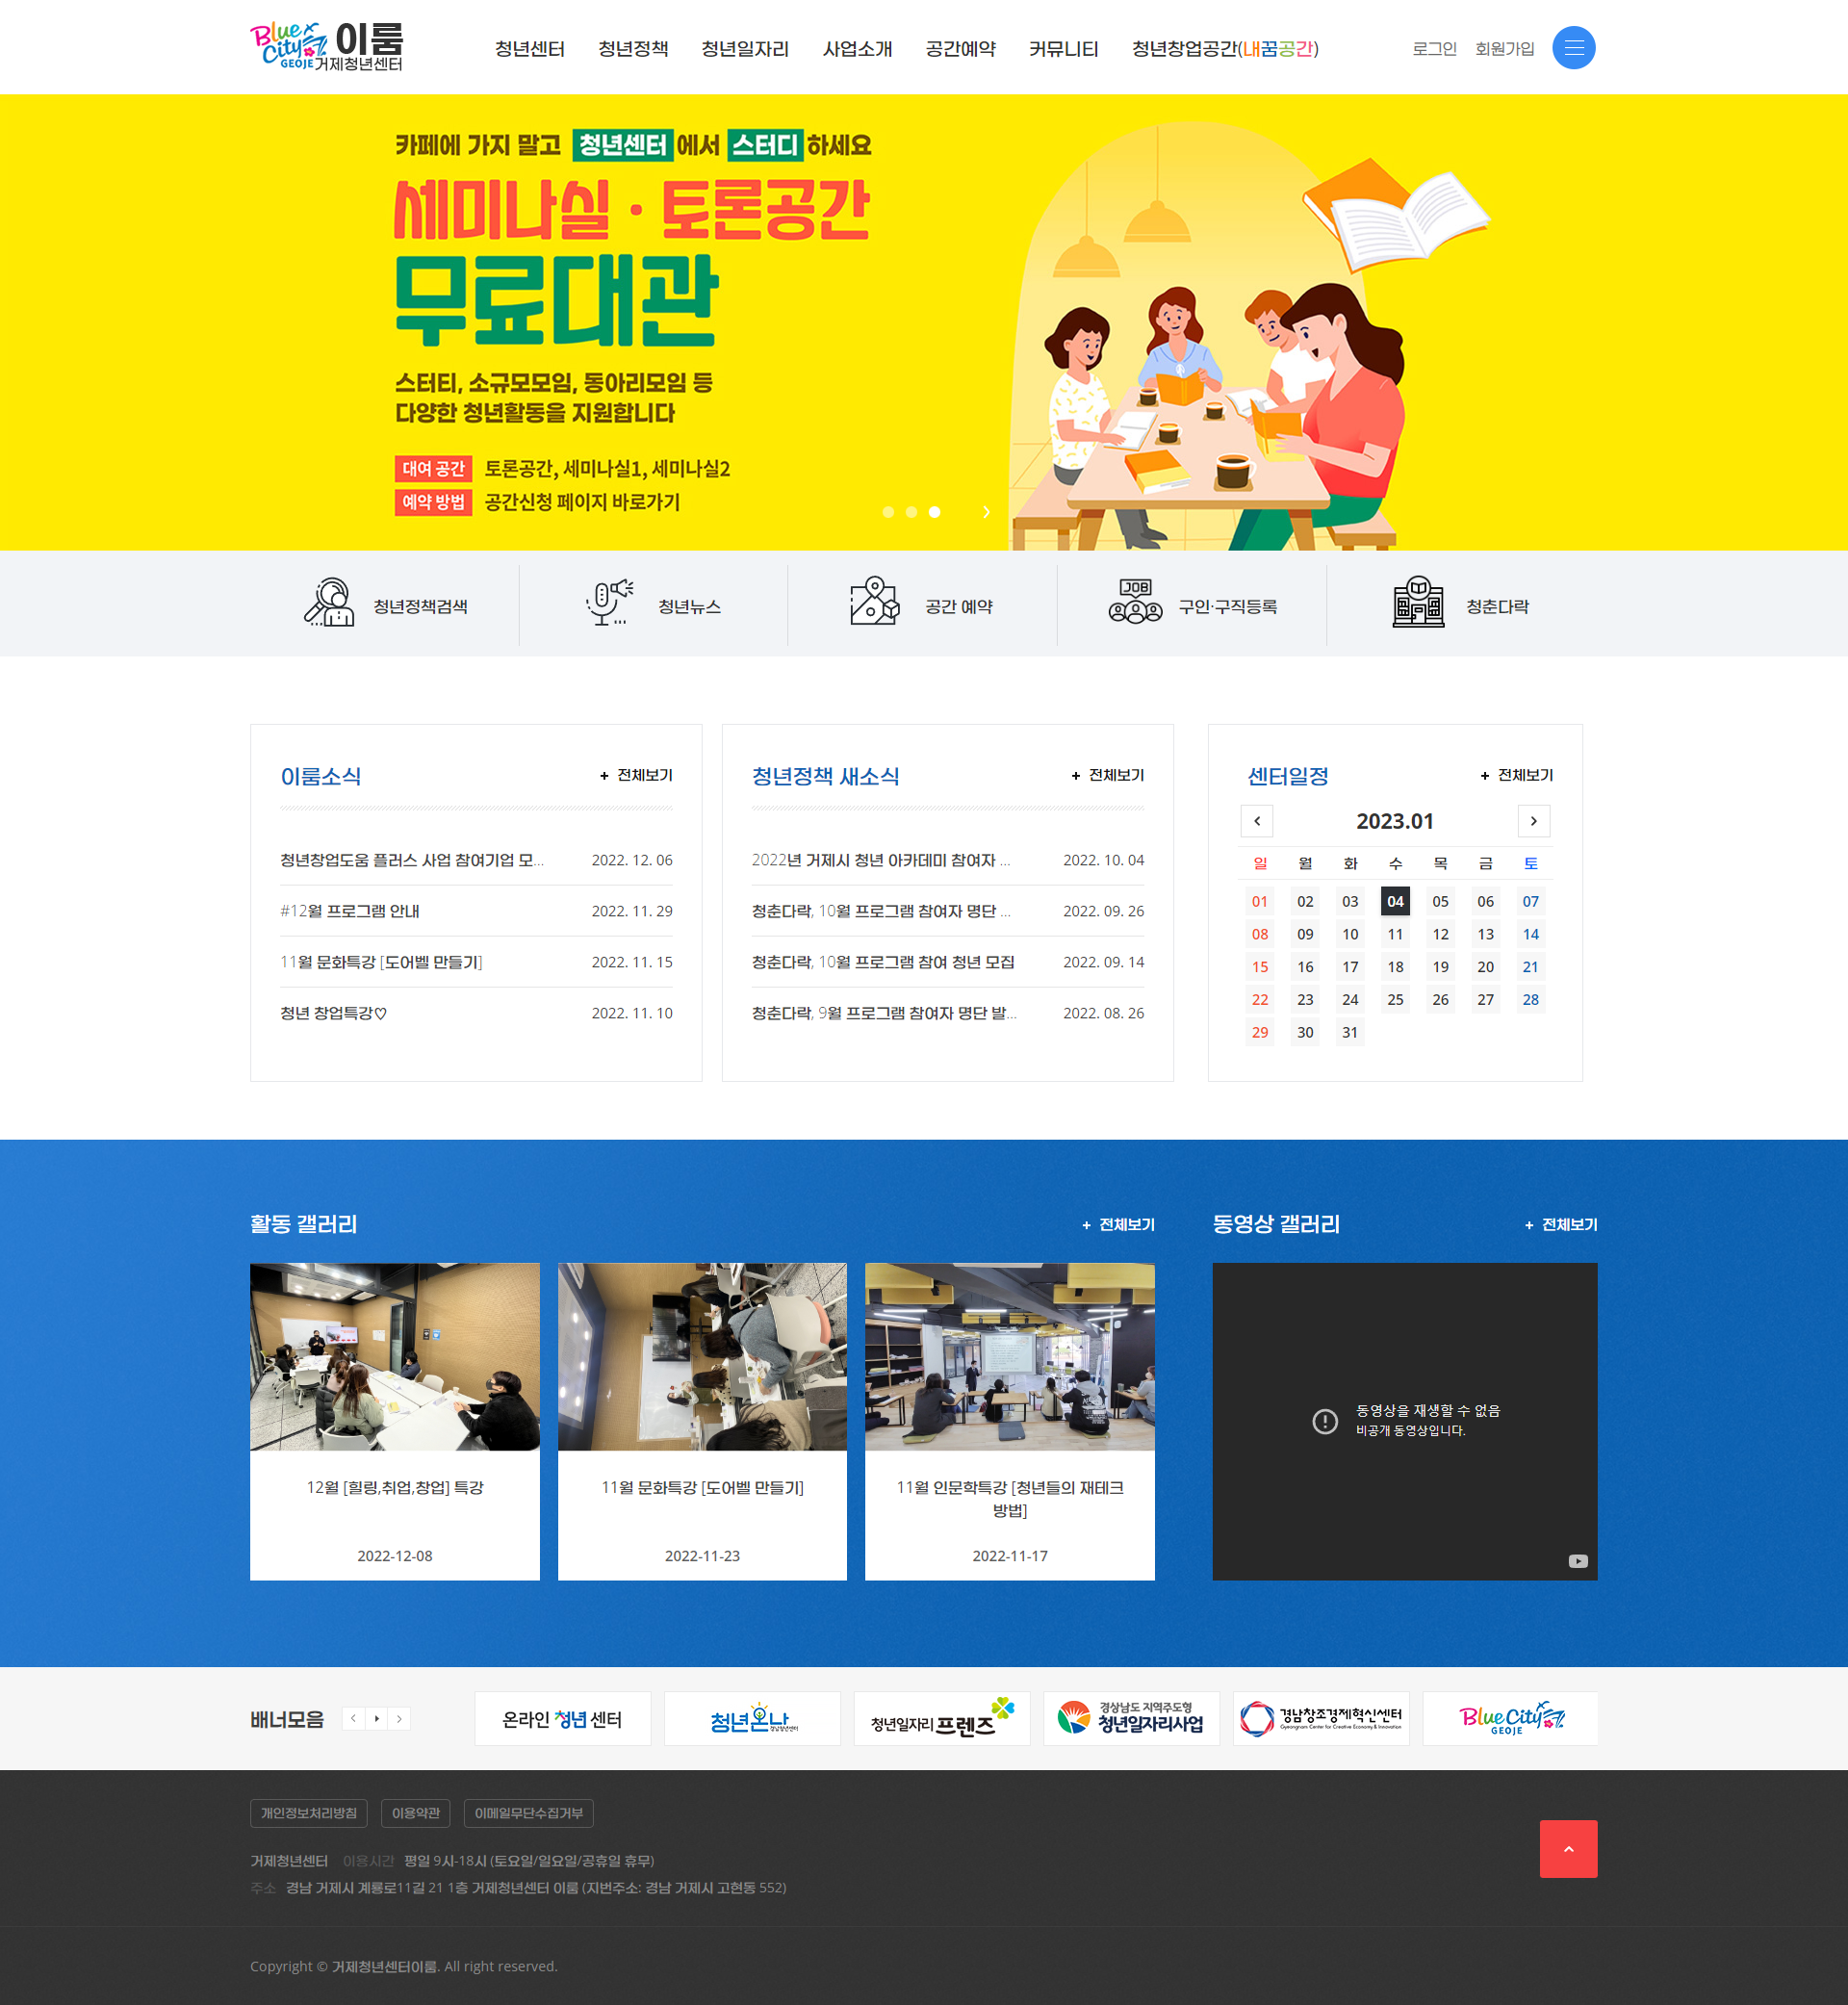 Blue City GEOJE 이룸 거제청년센터
청년센터 청년정책 청년일자리 사업소개 공간예약 커뮤니티 청년창업공간(내꿈공간)
로그인 회원가입
카페에 가지 말고 청년센터에서 스터디하세요
세미나실 · 토론공간
무료대관
스터티, 소규모모임, 동아리모임 등
다양한 청년활동을 지원합니다
대여 공간 토론공간, 세미나실1, 세미나실2
예약 방법 공간신청 페이지 바로가기
청년정책검색 청년뉴스 공간 예약 JOB 구인·구직등록 청춘다락
이룸소식 + 전체보기
청년창업도움 플러스 사업 참여기업 모... 2022. 12. 06
#12월 프로그램 안내 2022. 11. 29
11월 문화특강 [도어벨 만들기] 2022. 11. 15
청년 창업특강♡ 2022. 11. 10
청년정책 새소식 + 전체보기
2022년 거제시 청년 아카데미 참여자 ... 2022. 10. 04
청춘다락, 10월 프로그램 참여자 명단 ... 2022. 09. 26
청춘다락, 10월 프로그램 참여 청년 모집 2022. 09. 14
청춘다락, 9월 프로그램 참여자 명단 발... 2022. 08. 26
센터일정 + 전체보기
2023.01
일 월 화 수 목 금 토
01 02 03 04 05 06 07
08 09 10 11 12 13 14
15 16 17 18 19 20 21
22 23 24 25 26 27 28
29 30 31
활동 갤러리 + 전체보기
12월 [힐링,취업,창업] 특강
2022-12-08
11월 문화특강 [도어벨 만들기]
2022-11-23
11월 인문학특강 [청년들의 재테크
방법]
2022-11-17
동영상 갤러리 + 전체보기
동영상을 재생할 수 없음
비공개 동영상입니다.
배너모음
온라인 청년 센터
청년온나
청년일자리프렌즈
경상남도 지역주도형
청년일자리사업
경남창조경제혁신센터
Gyeongnam Center for Creative Economy & Innovation
Blue City GEOJE
개인정보처리방침 이용약관 이메일무단수집거부
거제청년센터 이용시간 평일 9시-18시 (토요일/일요일/공휴일 휴무)
주소 경남 거제시 계룡로11길 21 1층 거제청년센터 이룸 (지번주소: 경남 거제시 고현동 552)
Copyright © 거제청년센터이룸. All right reserved.